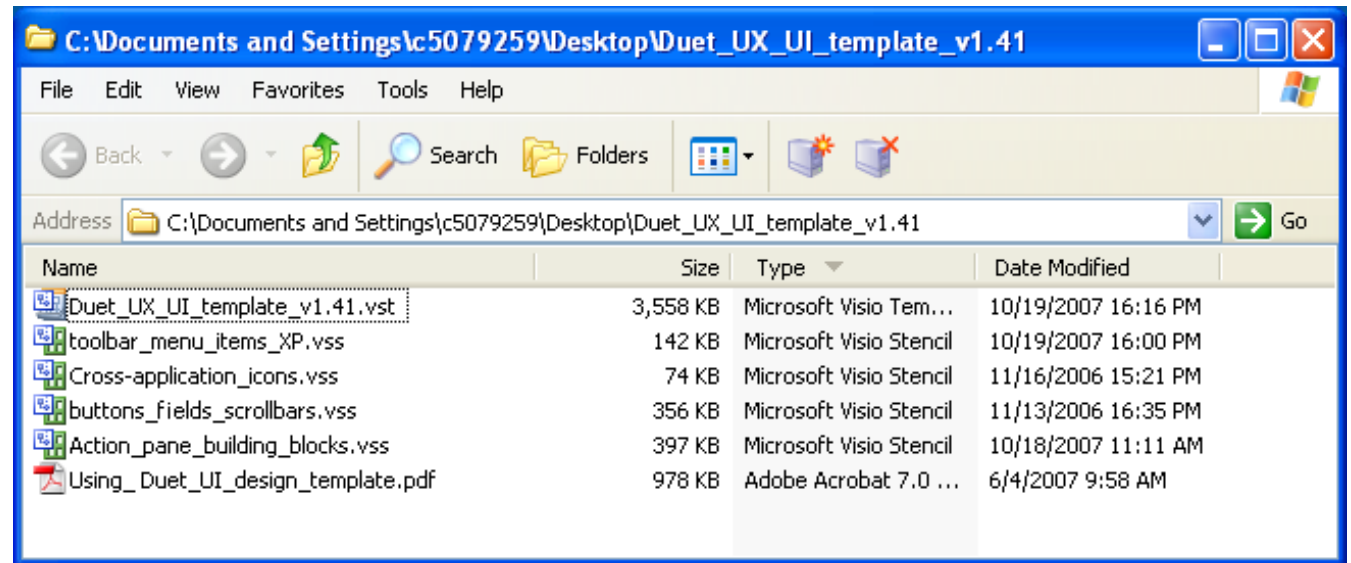 C:\Documents and Settings\c5079259\Desktop\Duet_UX_UI_template_v1.41
File Edit View Favorites Tools Help
Back Search Folders
Address C:\Documents and Settings\c5079259\Desktop\Duet_UX_UI_template_v1.41 Go
Name Size Type Date Modified
Duet_UX_UI_template_v1.41.vst 3,558 KB Microsoft Visio Tem... 10/19/2007 16:16 PM
toolbar_menu_items_XP.vss 142 KB Microsoft Visio Stencil 10/19/2007 16:00 PM
Cross-application_icons.vss 74 KB Microsoft Visio Stencil 11/16/2006 15:21 PM
buttons_fields_scrollbars.vss 356 KB Microsoft Visio Stencil 11/13/2006 16:35 PM
Action_pane_building_blocks.vss 397 KB Microsoft Visio Stencil 10/18/2007 11:11 AM
Using_ Duet_UI_design_template.pdf 978 KB Adobe Acrobat 7.0 ... 6/4/2007 9:58 AM